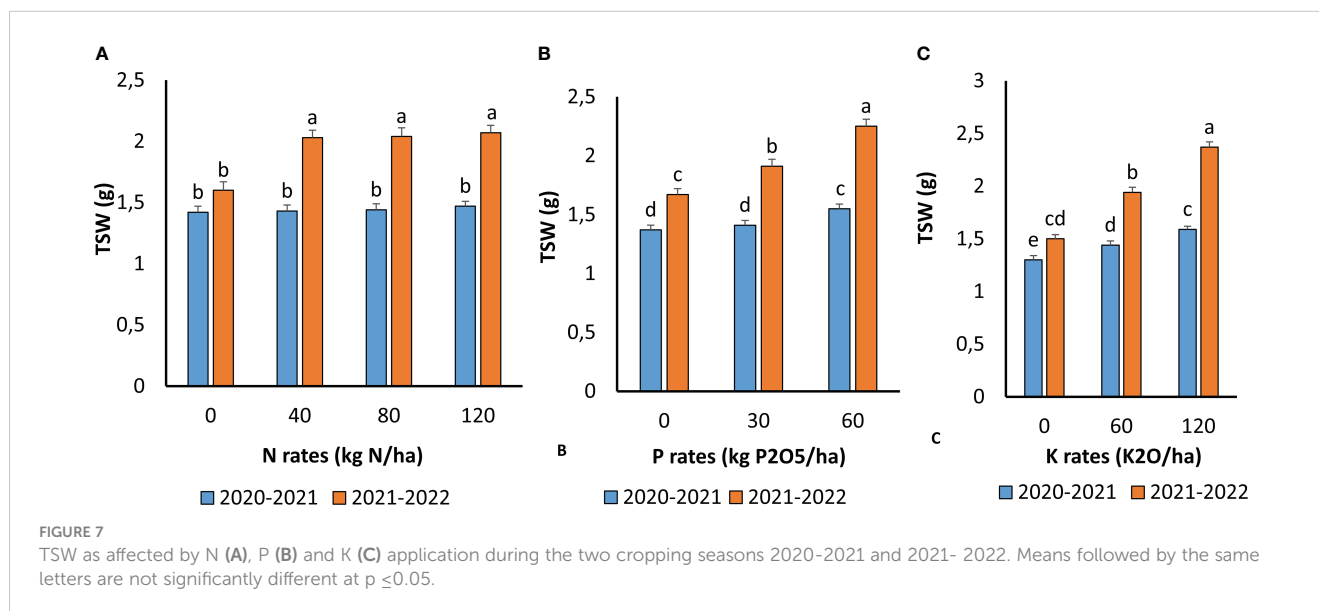 A
TSW (g)
2,5
2
1,5
1
0,5
0
b b b a b a b a
0 40 80 120
N rates (kg N/ha)
2020-2021 2021-2022
B
TSW (g)
2,5
2
1,5
1
0,5
0
d c d b c a
0 30 60
B
P rates (kg P2O5/ha)
2020-2021 2021-2022
C
TSW (g)
3
2,5
2
1,5
1
0,5
0
e cd d b c a
0 60 120
C
K rates (K2O/ha)
2020-2021 2021-2022
FIGURE 7
TSW as affected by N (A), P (B) and K (C) application during the two cropping seasons 2020-2021 and 2021- 2022. Means followed by the same
letters are not significantly different at p ≤0.05.